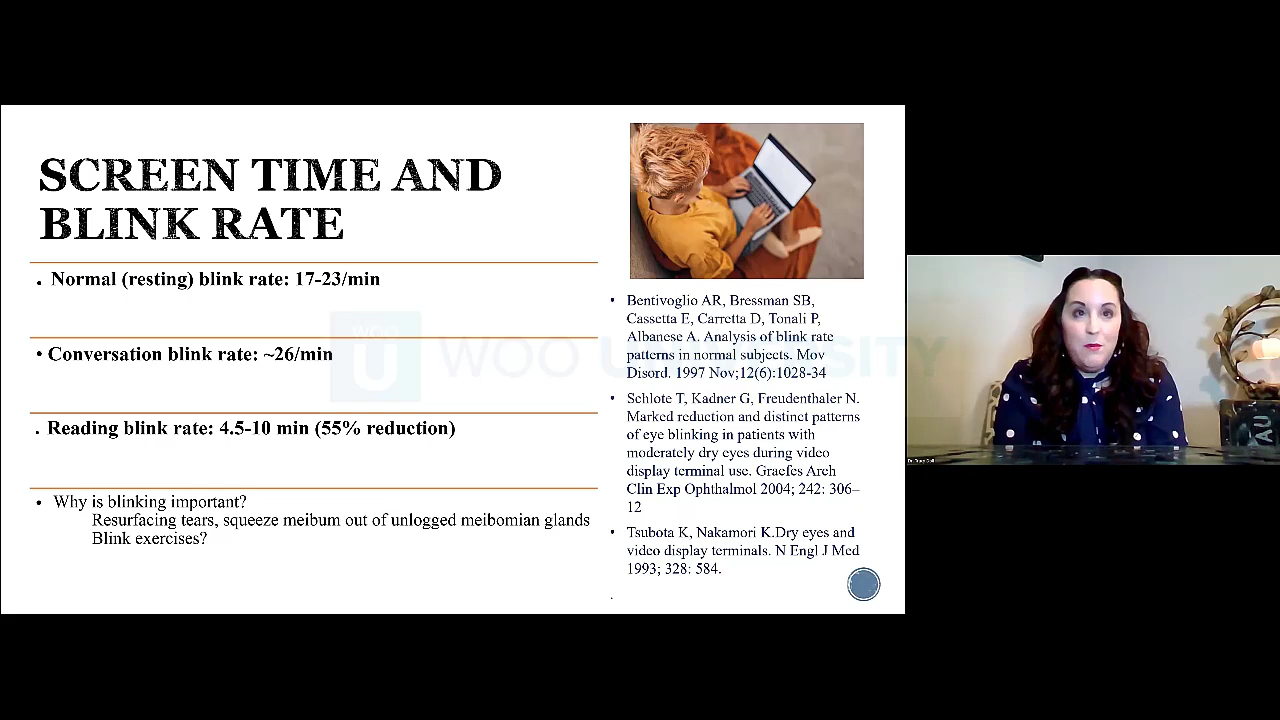 SCREEN TIME AND
BLINK RATE
. Normal (resting) blink rate: 17-23/min
• Conversation blink rate: ~26/min
. Reading blink rate: 4.5-10 min (55% reduction)
• Why is blinking important?
Resurfacing tears, squeeze meibum out of unlogged meibomian glands
Blink exercises?
• Bentivoglio AR, Bressman SB,
Cassetta E, Carretta D, Tonali P,
Albanese A. Analysis of blink rate
patterns in normal subjects. Mov
Disord. 1997 Nov;12(6):1028-34
• Schlote T, Kadner G, Freudenthaler N.
Marked reduction and distinct patterns
of eye blinking in patients with
moderately dry eyes during video
display terminal use. Graefes Arch
Clin Exp Ophthalmol 2004; 242: 306–
12
• Tsubota K, Nakamori K.Dry eyes and
video display terminals. N Engl J Med
1993; 328: 584.
WOO
U
WOO U
SITY
AU